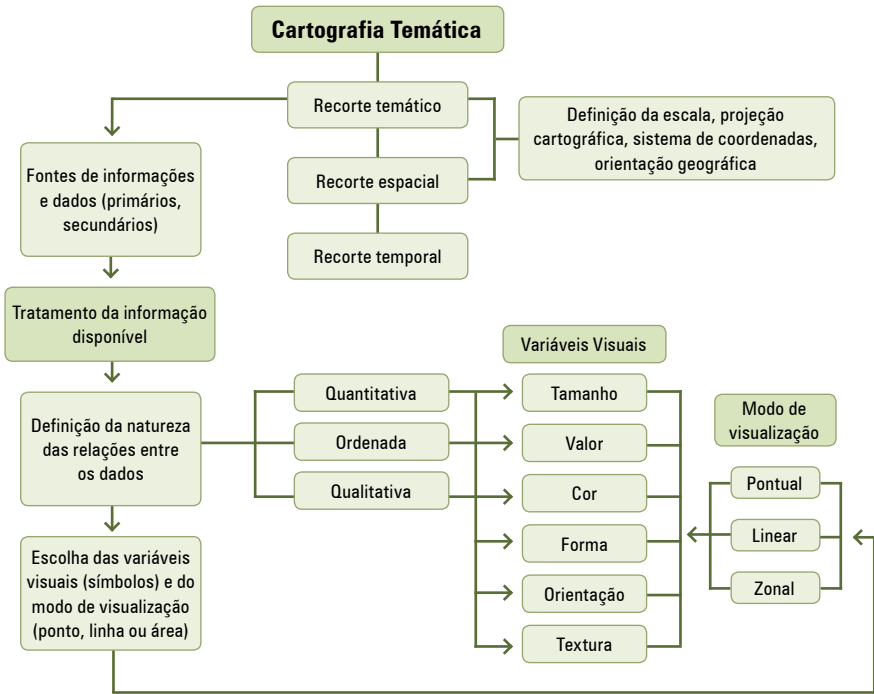 Cartografia Temática
Recorte temático
Definição da escala, projeção
cartográfica, sistema de coordenadas,
orientação geográfica
Fontes de informações
e dados (primários,
secundários)
Recorte espacial
Recorte temporal
Tratamento da informação
disponível
Definição da natureza
das relações entre
os dados
Quantitativa
Ordenada
Qualitativa
Variáveis Visuais
Tamanho
Valor
Cor
Forma
Orientação
Textura
Modo de
visualização
Pontual
Linear
Zonal
Escolha das variáveis
visuais (símbolos) e do
modo de visualização
(ponto, linha ou área)